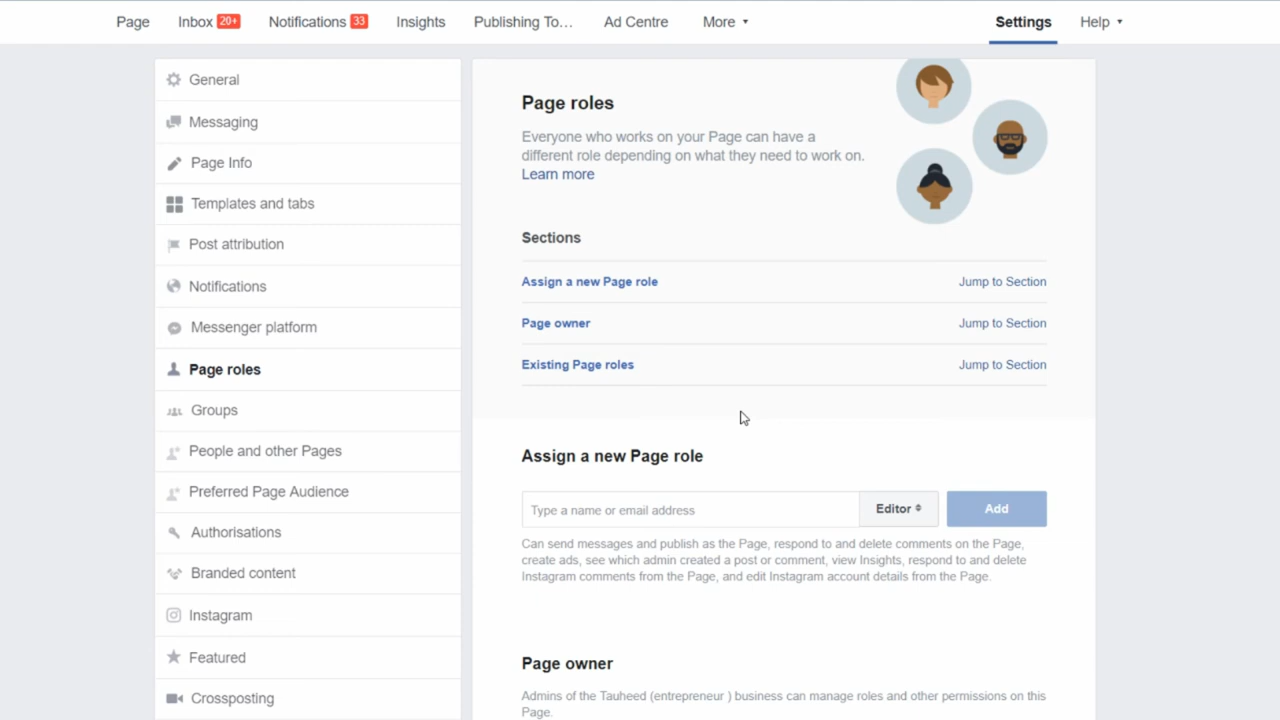 Page Inbox 20+ Notifications 33 Insights Publishing To… Ad Centre More Settings Help
General
Messaging
Page Info
Templates and tabs
Post attribution
Notifications
Messenger platform
Page roles
Groups
People and other Pages
Preferred Page Audience
Authorisations
Branded content
Instagram
Featured
Crossposting
Page roles
Everyone who works on your Page can have a
different role depending on what they need to work on.
Learn more
Sections
Assign a new Page role Jump to Section
Page owner Jump to Section
Existing Page roles Jump to Section
Assign a new Page role
Type a name or email address Editor Add
Can send messages and publish as the Page, respond to and delete comments on the Page,
create ads, see which admin created a post or comment, view Insights, respond to and delete
Instagram comments from the Page, and edit Instagram account details from the Page.
Page owner
Admins of the Tauheed (entrepreneur ) business can manage roles and other permissions on this
Page.